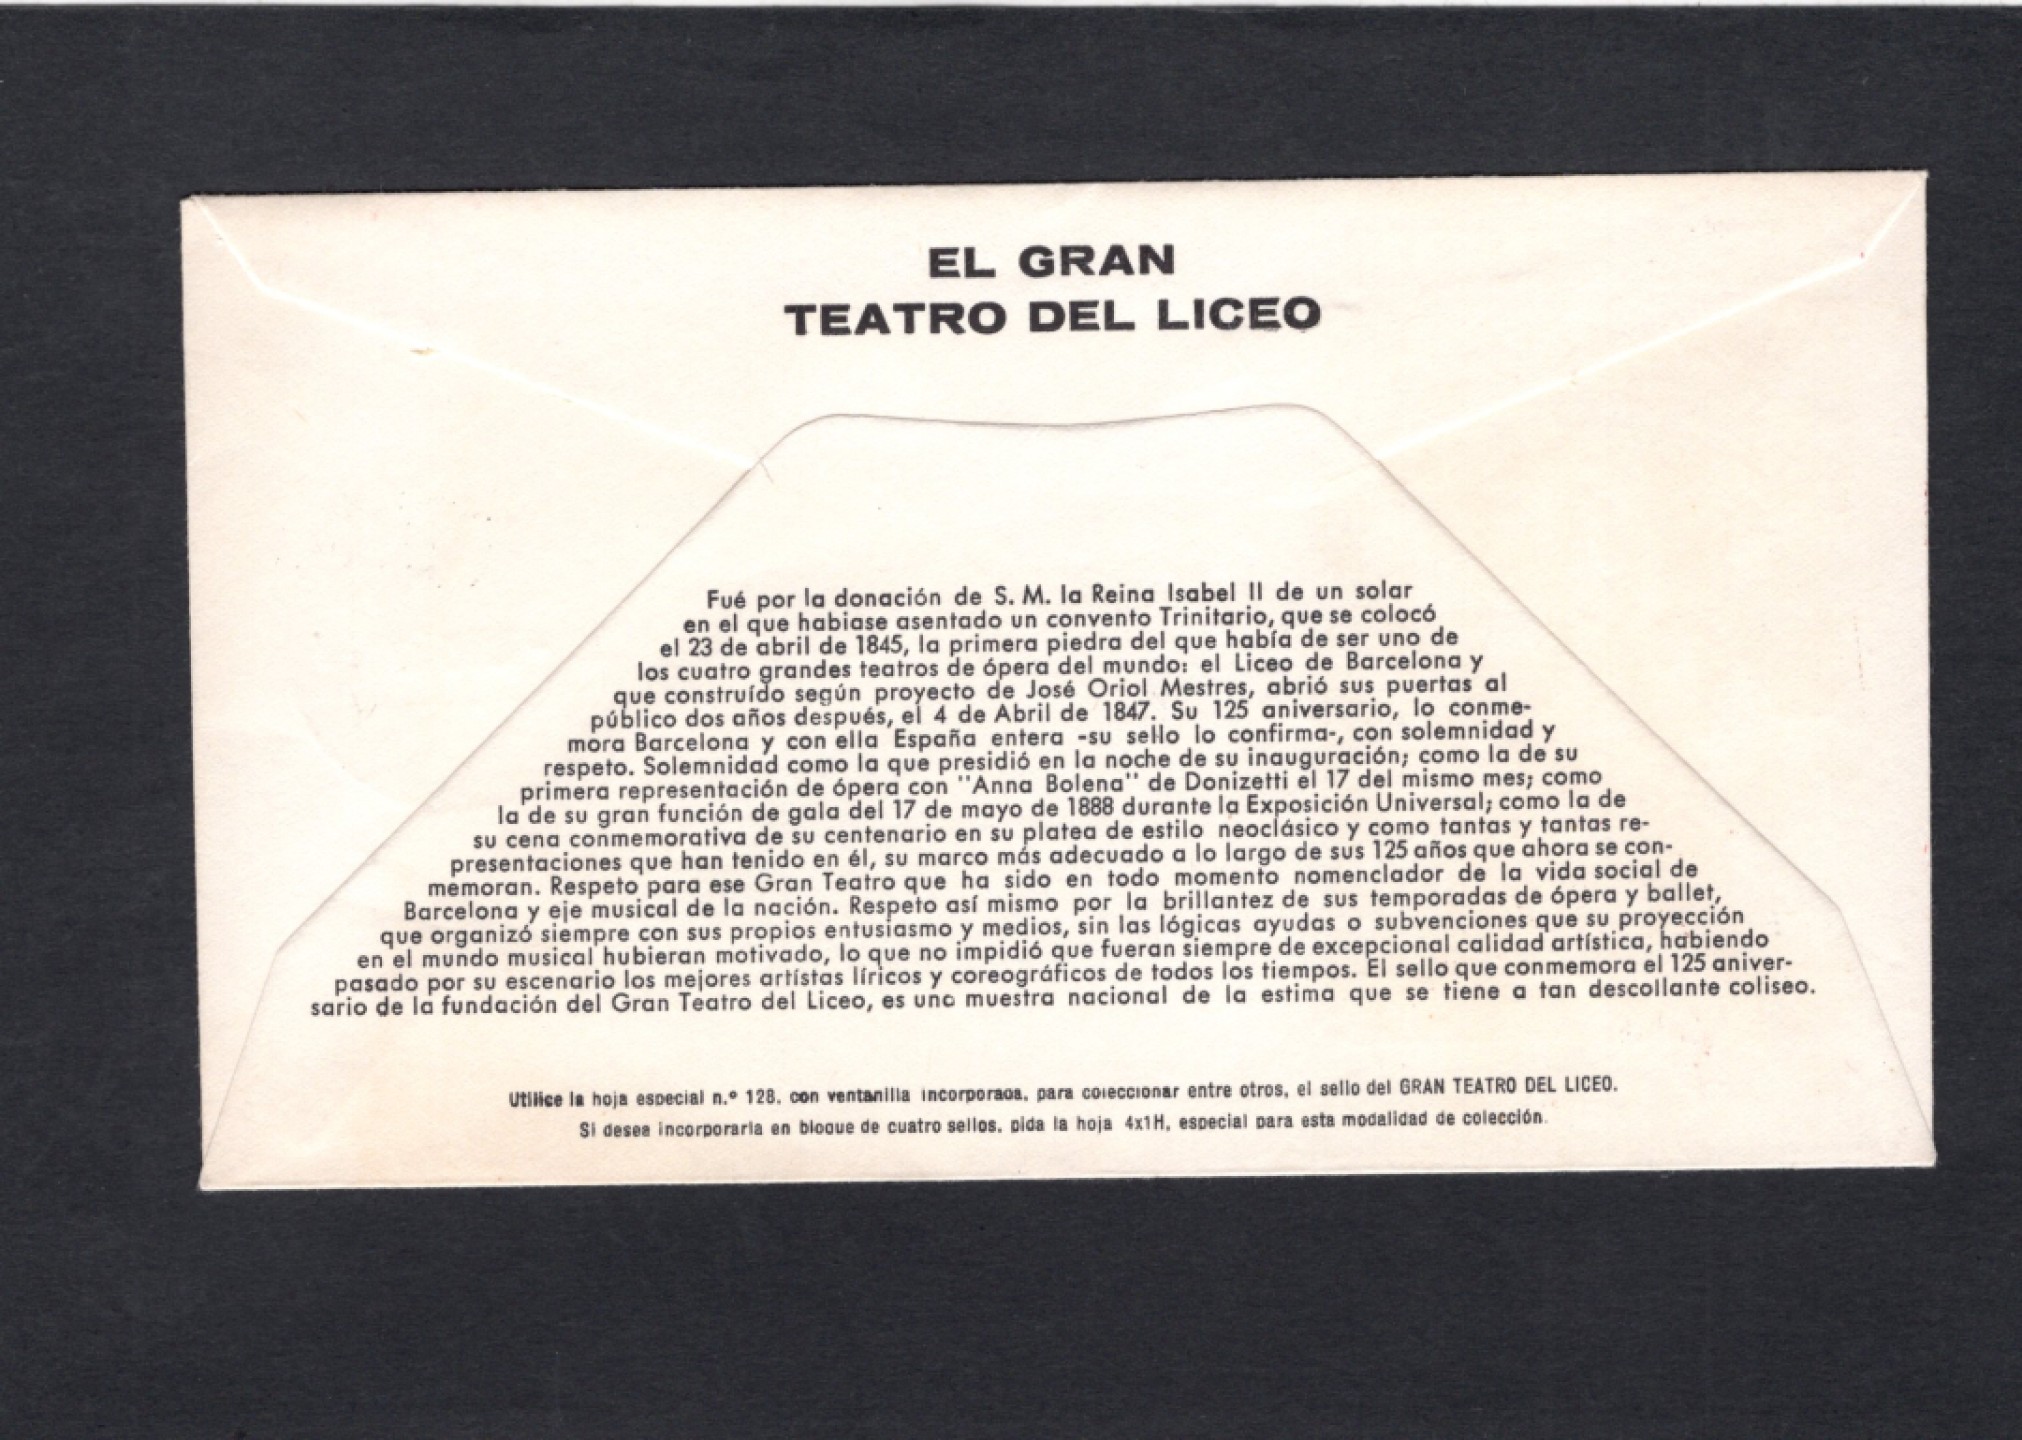 EL GRAN
TEATRO DEL LICEO
Fué por la donación de S. M. la Reina Isabel II de un solar
en el que habiase asentado un convento Trinitario, que se colocó
el 23 de abril de 1845, la primera piedra del que había de ser uno de
los cuatro grandes teatros de ópera del mundo: el Liceo de Barcelona y
que construído según proyecto de José Oriol Mestres, abrió sus puertas al
público dos años después, el 4 de Abril de 1847. Su 125 aniversario, lo conme-
mora Barcelona y con ella España entera -su sello lo confirma-, con solemnidad y
respeto. Solemnidad como la que presidió en la noche de su inauguración; como la de su
primera representación de ópera con "Anna Bolena" de Donizetti el 17 del mismo mes; como
la de su gran función de gala del 17 de mayo de 1888 durante la Exposición Universal; como la de
su cena conmemorativa de su centenario en su platea de estilo neoclásico y como tantas y tantas re-
presentaciones que han tenido en él, su marco más adecuado a lo largo de sus 125 años que ahora se con-
memoran. Respeto para ese Gran Teatro que ha sido en todo momento nomenclador de la vida social de
Barcelona y eje musical de la nación. Respeto así mismo por la brillantez de sus temporadas de ópera y ballet,
que organizó siempre con sus propios entusiasmo y medios, sin las lógicas ayudas o subvenciones que su proyección
en el mundo musical hubieran motivado, lo que no impidió que fueran siempre de excepcional calidad artística, habiendo
pasado por su escenario los mejores artístas líricos y coreográficos de todos los tiempos. El sello que conmemora el 125 aniver-
sario de la fundación del Gran Teatro del Liceo, es una muestra nacional de la estima que se tiene a tan descollante coliseo.
Utilice la hoja especial n.º 128, con ventanilla incorporada, para coleccionar entre otros, el sello del GRAN TEATRO DEL LICEO.
Si desea incorporarla en bloque de cuatro sellos, pida la hoja 4x1H, especial para esta modalidad de colección.